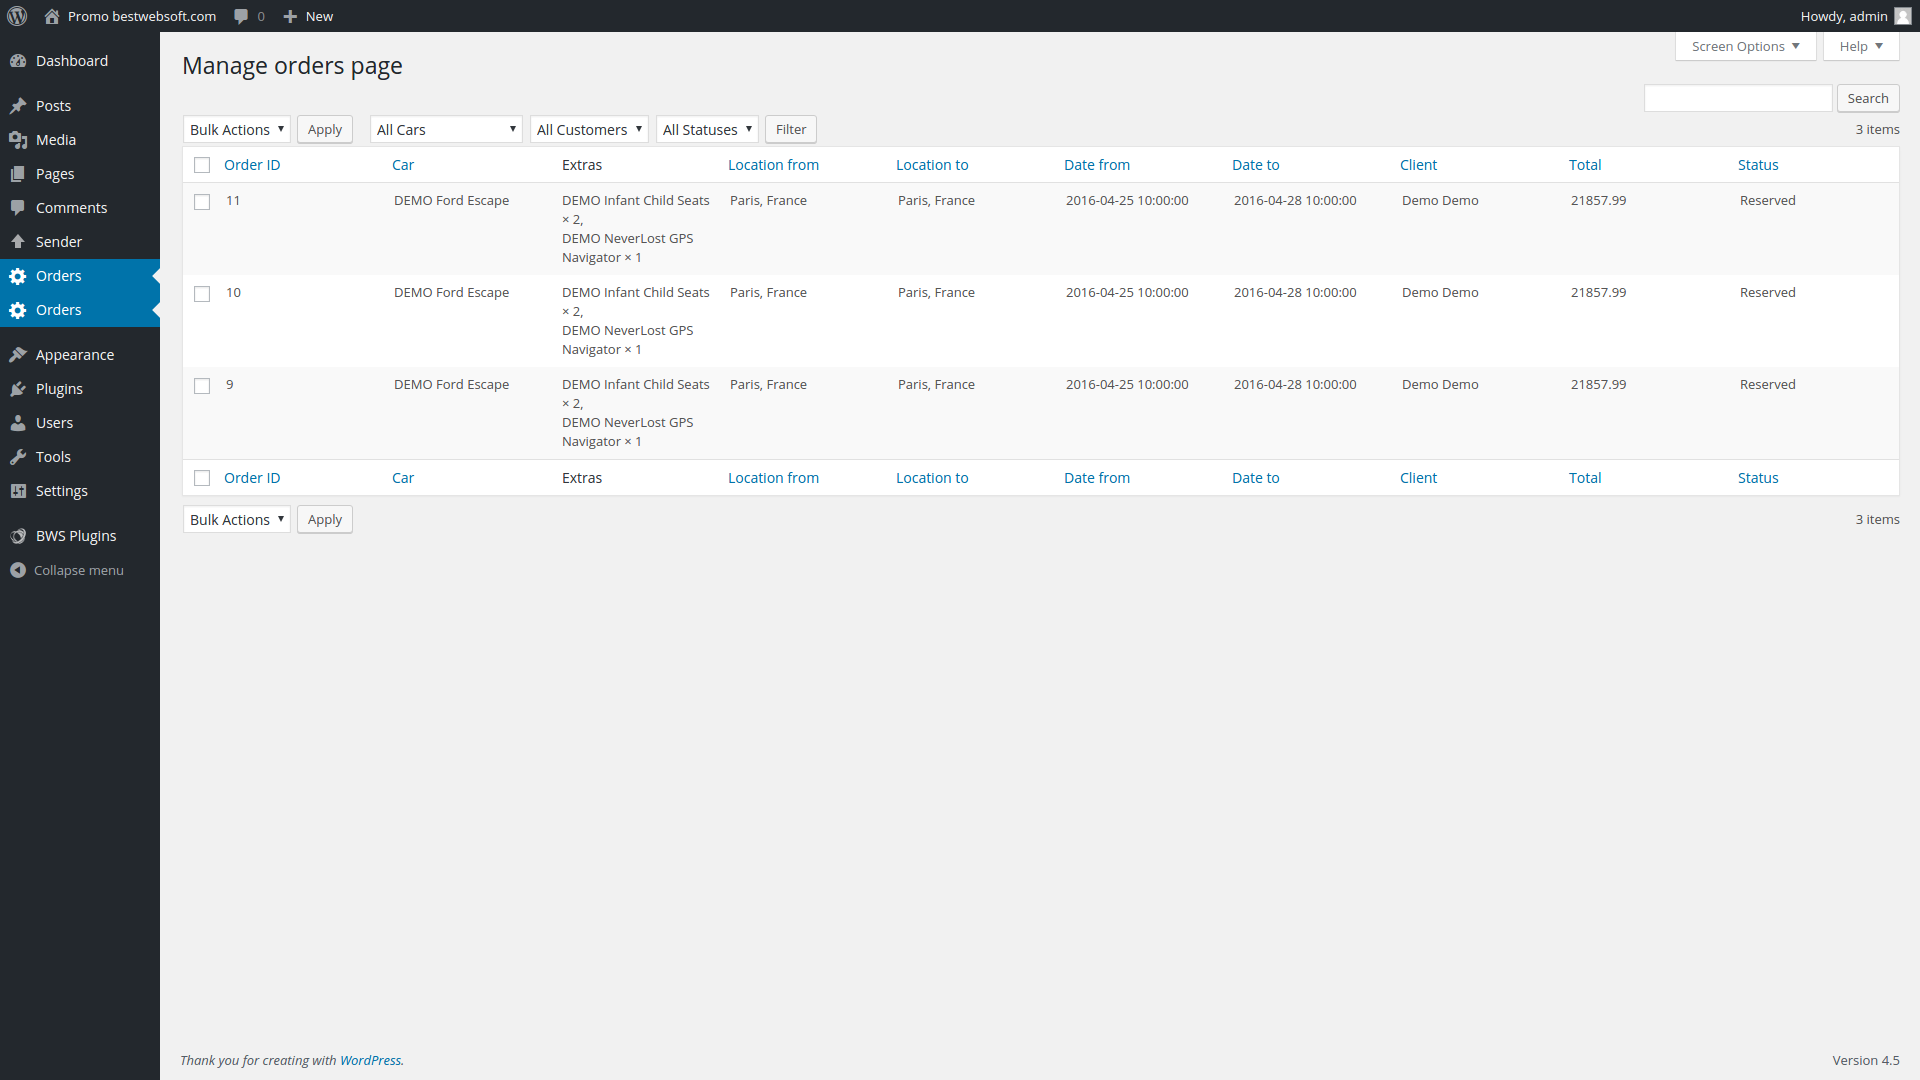 Promo bestwebsoft.com 0 New Howdy, admin
Screen Options Help
Dashboard
Posts
Media
Pages
Comments
Sender
Orders
Orders
Appearance
Plugins
Users
Tools
Settings
BWS Plugins
Collapse menu
Manage orders page
Search
Bulk Actions Apply All Cars All Customers All Statuses Filter 3 items
Order ID Car Extras Location from Location to Date from Date to Client Total Status
11 DEMO Ford Escape DEMO Infant Child Seats Paris, France Paris, France 2016-04-25 10:00:00 2016-04-28 10:00:00 Demo Demo 21857.99 Reserved
× 2,
DEMO NeverLost GPS
Navigator × 1
10 DEMO Ford Escape DEMO Infant Child Seats Paris, France Paris, France 2016-04-25 10:00:00 2016-04-28 10:00:00 Demo Demo 21857.99 Reserved
× 2,
DEMO NeverLost GPS
Navigator × 1
9 DEMO Ford Escape DEMO Infant Child Seats Paris, France Paris, France 2016-04-25 10:00:00 2016-04-28 10:00:00 Demo Demo 21857.99 Reserved
× 2,
DEMO NeverLost GPS
Navigator × 1
Order ID Car Extras Location from Location to Date from Date to Client Total Status
Bulk Actions Apply 3 items
Thank you for creating with WordPress. Version 4.5